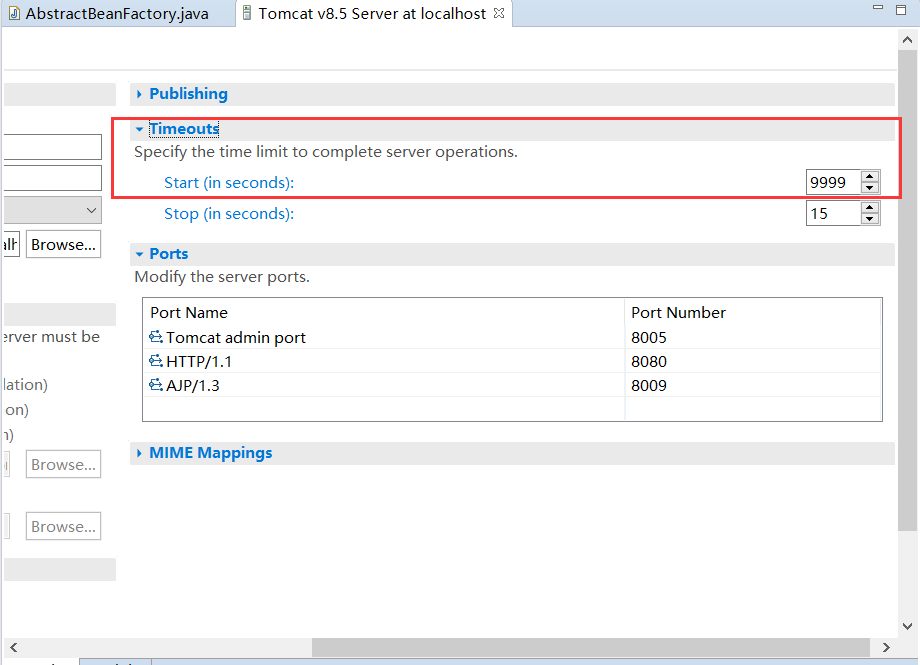 AbstractBeanFactory.java
Tomcat v8.5 Server at localhost
Publishing
Timeouts
Specify the time limit to complete server operations.
Start (in seconds): 9999
Stop (in seconds): 15
Browse...
Ports
Modify the server ports.
Port Name Port Number
Tomcat admin port 8005
HTTP/1.1 8080
AJP/1.3 8009
erver must be
lation)
on)
MIME Mappings
Browse...
Browse...